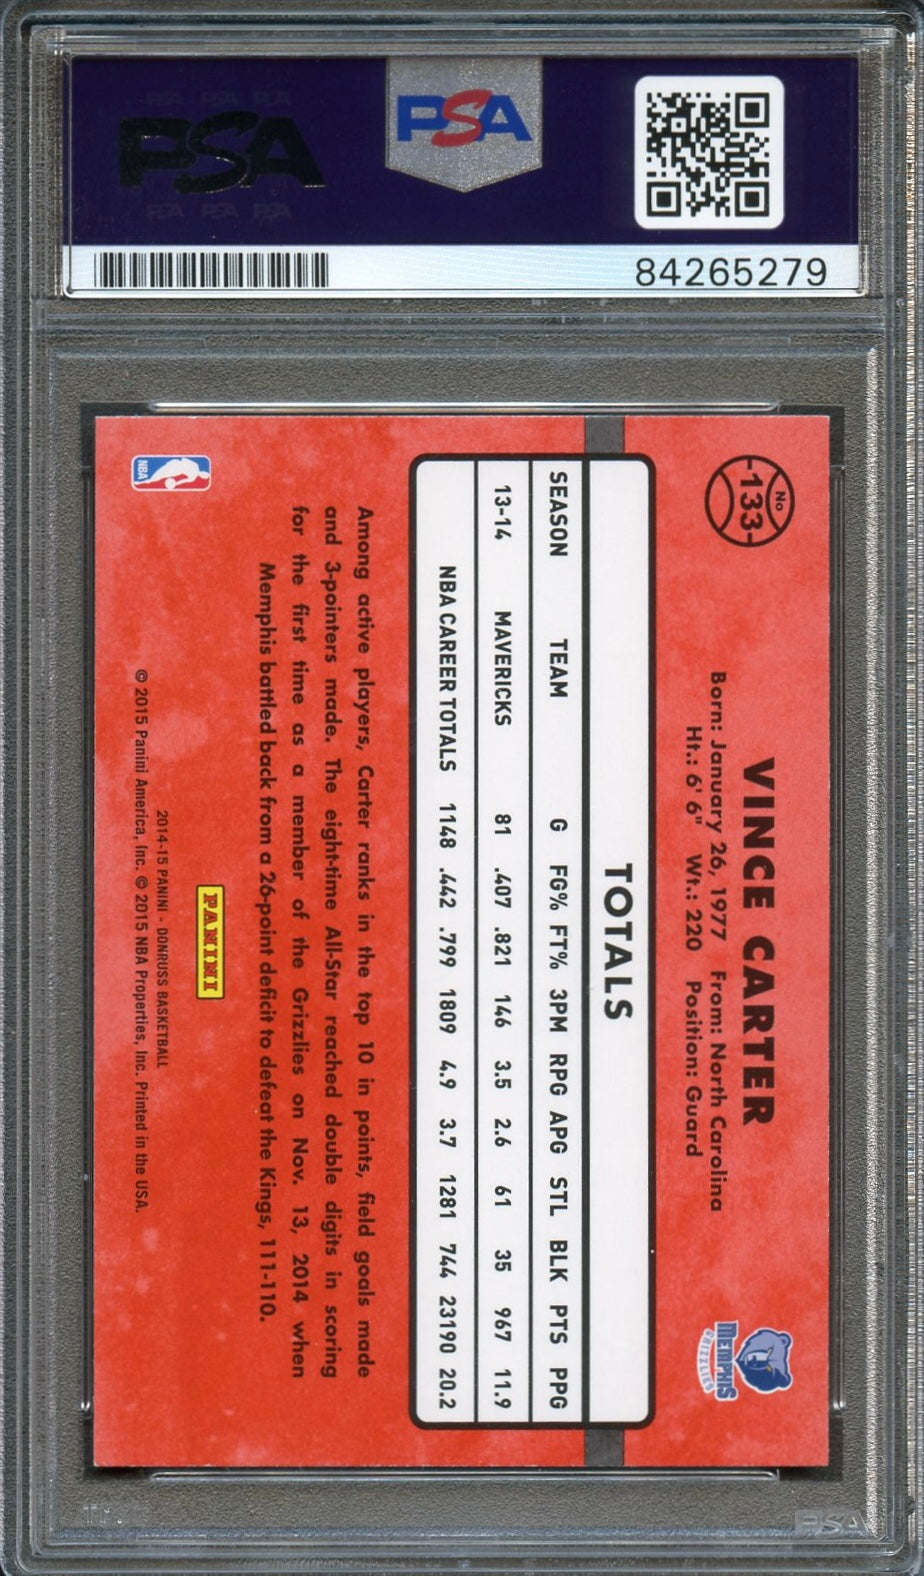 PSA PSA PSA
PSA
PSA PSA PSA
PSA
84265279
No
133
VINCE CARTER
Born: January 26, 1977 From: North Carolina
Ht.: 6' 6" Wt.: 220 Position: Guard
MEMPHIS
GRIZZLIES
TOTALS
SEASON TEAM G FG% FT% 3PM RPG APG STL BLK PTS PPG
13-14 MAVERICKS 81 .407 .821 146 3.5 2.6 61 35 967 11.9
NBA CAREER TOTALS 1148 .442 .799 1809 4.9 3.7 1281 744 23190 20.2
Among active players, Carter ranks in the top 10 in points, field goals made
and 3-pointers made. The eight-time All-Star reached double digits in scoring
for the first time as a member of the Grizzlies on Nov. 13, 2014 when
Memphis battled back from a 26-point deficit to defeat the Kings, 111-110.
NBA
PANINI
2014-15 PANINI - DONRUSS BASKETBALL
© 2015 Panini America, Inc. © 2015 NBA Properties, Inc. Printed in the USA.
PSA